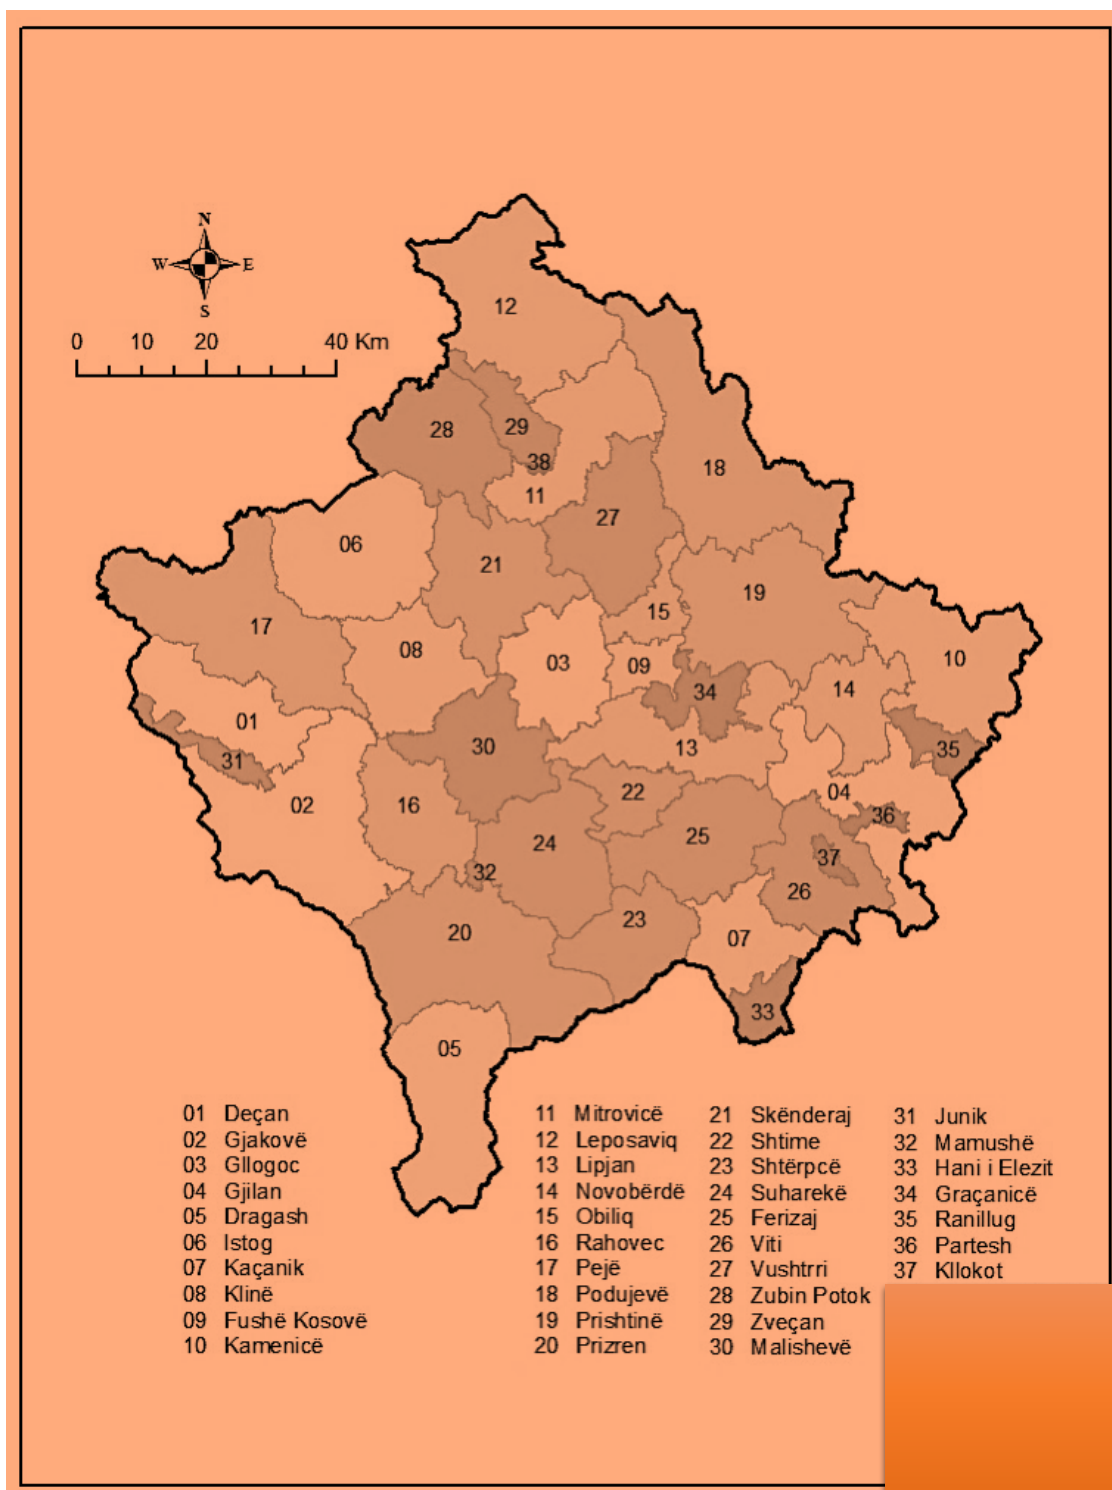 N
W E
S
0 10 20 40 Km
12
28
29
38
11
18
27
06
21
19
15
17
08
03
09
10
34
14
01
30
13
35
31
02
16
22
04
36
24
25
37
32
26
20
23
07
33
05
01 Deçan
02 Gjakovë
03 Gllogoc
04 Gjilan
05 Dragash
06 Istog
07 Kaçanik
08 Klinë
09 Fushë Kosovë
10 Kamenicë
11 Mitrovicë
12 Leposaviq
13 Lipjan
14 Novobërdë
15 Obiliq
16 Rahovec
17 Pejë
18 Podujevë
19 Prishtinë
20 Prizren
21 Skënderaj
22 Shtime
23 Shtërpcë
24 Suharekë
25 Ferizaj
26 Viti
27 Vushtrri
28 Zubin Potok
29 Zveçan
30 Malishevë
31 Junik
32 Mamushë
33 Hani i Elezit
34 Graçanicë
35 Ranillug
36 Partesh
37 Kllokot